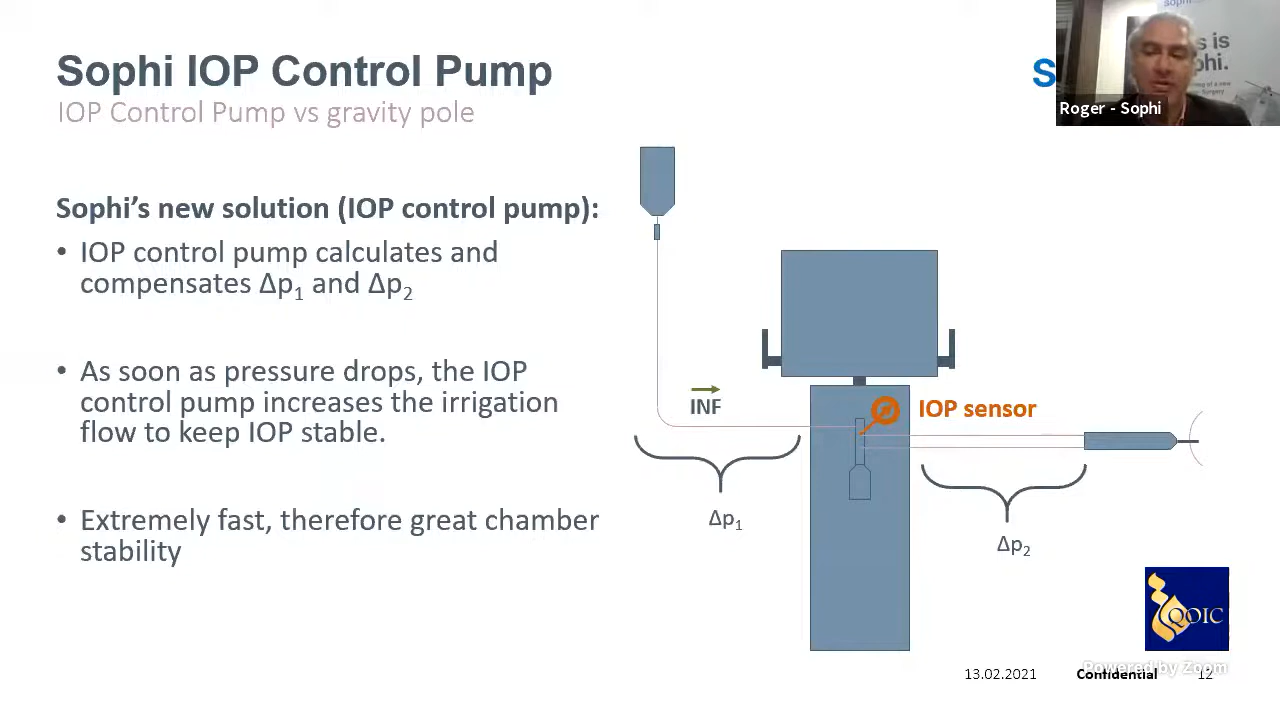 Sophi IOP Control Pump
IOP Control Pump vs gravity pole
Sophi’s new solution (IOP control pump):
• IOP control pump calculates and
compensates Δp1 and Δp2
• As soon as pressure drops, the IOP
control pump increases the irrigation
flow to keep IOP stable.
• Extremely fast, therefore great chamber
stability
S
s is
phi.
Roger - Sophi
INF
IOP sensor
Δp1
Δp2
QOIC
Powered by Zoom
13.02.2021
Confidential
12